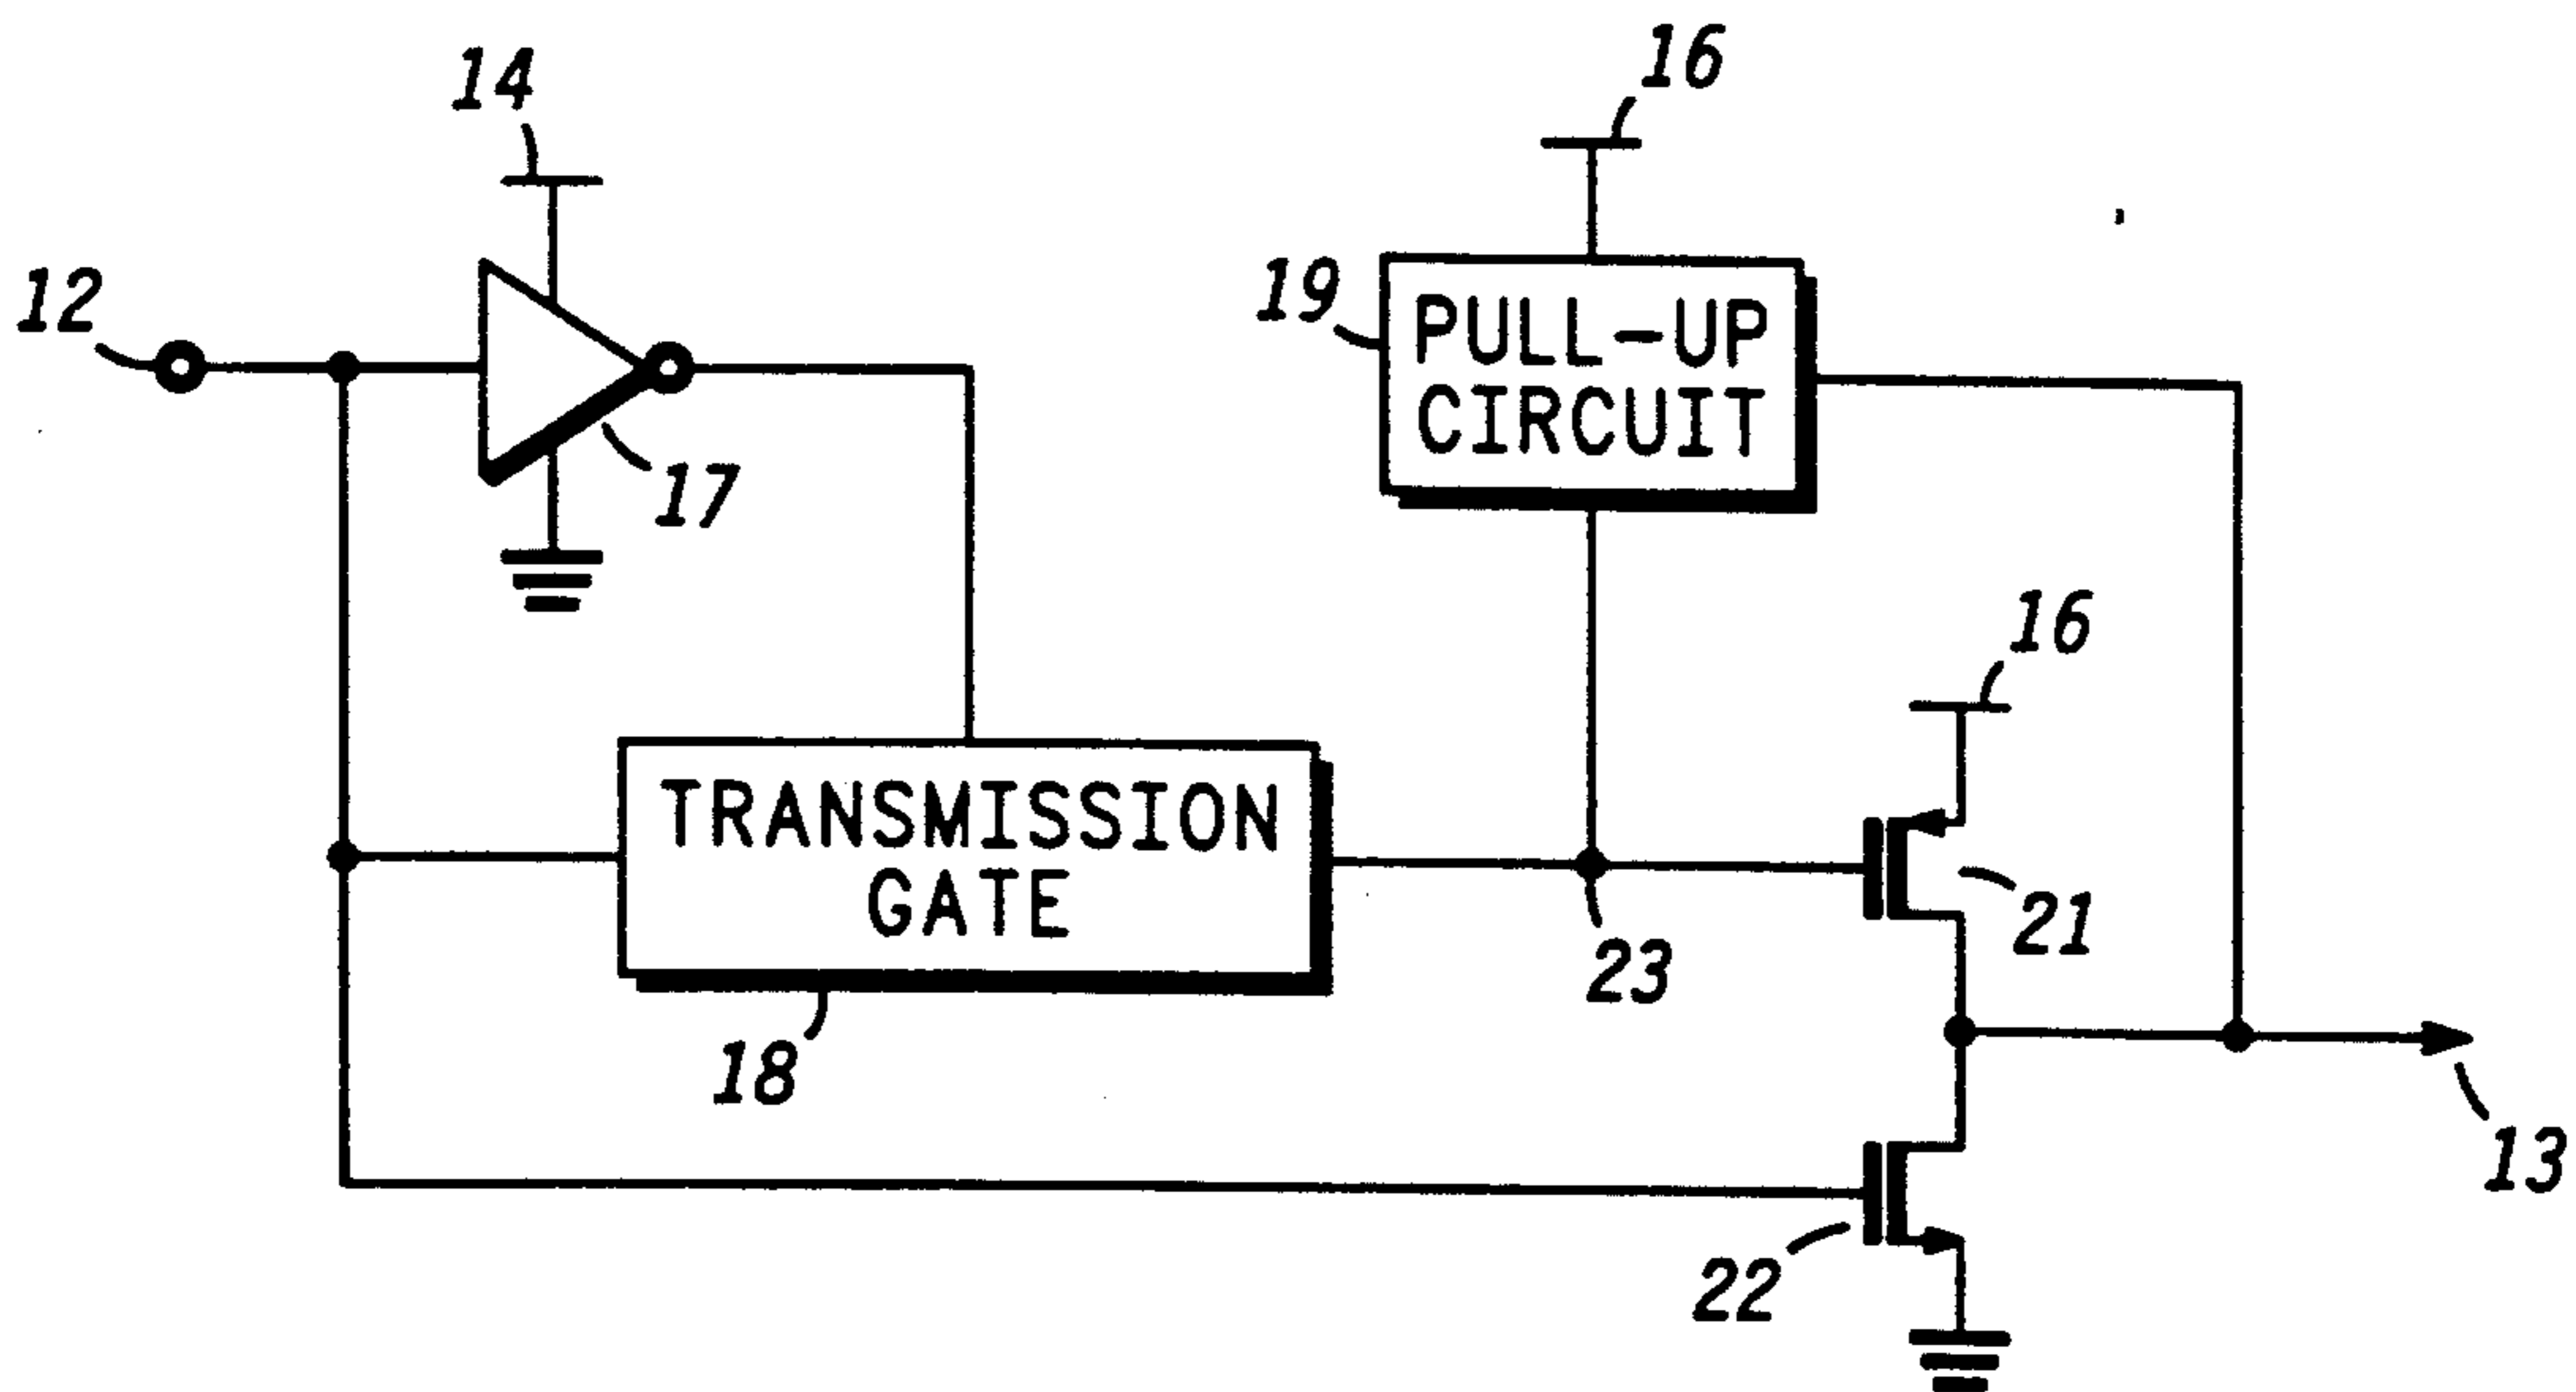 16
14
12
19
PULL-UP
CIRCUIT
17
16
TRANSMISSION
GATE
21
23
18
13
22